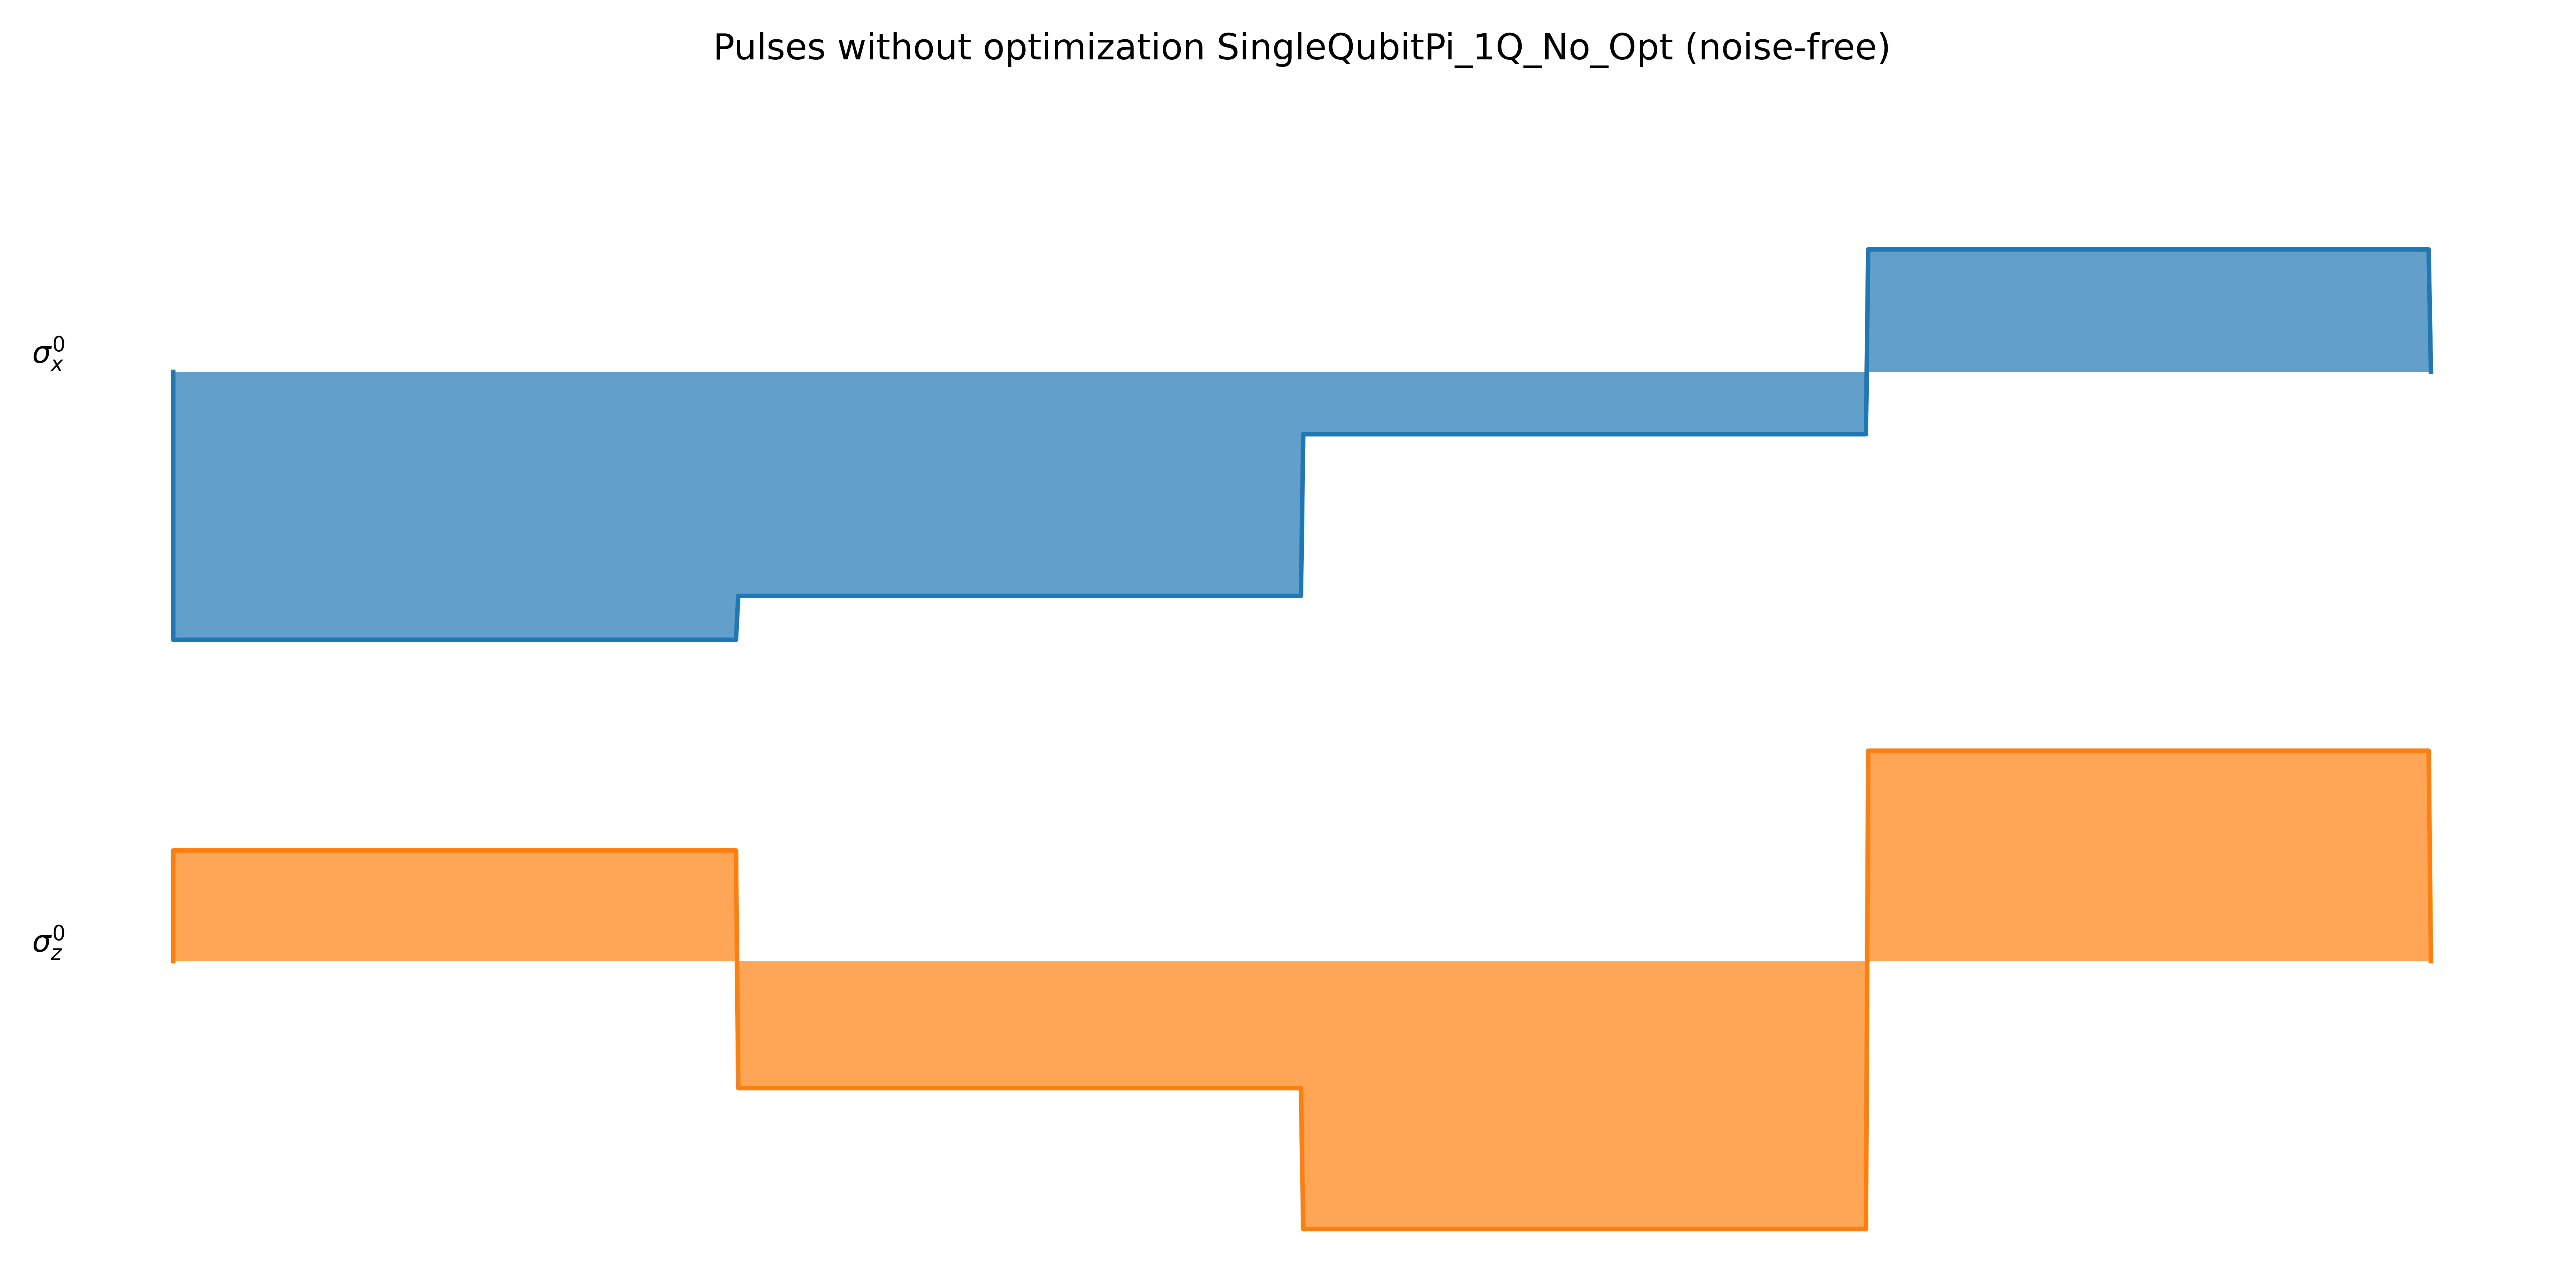 Pulses without optimization SingleQubitPi_1Q_No_Opt (noise-free)
σ_x^0
σ_z^0